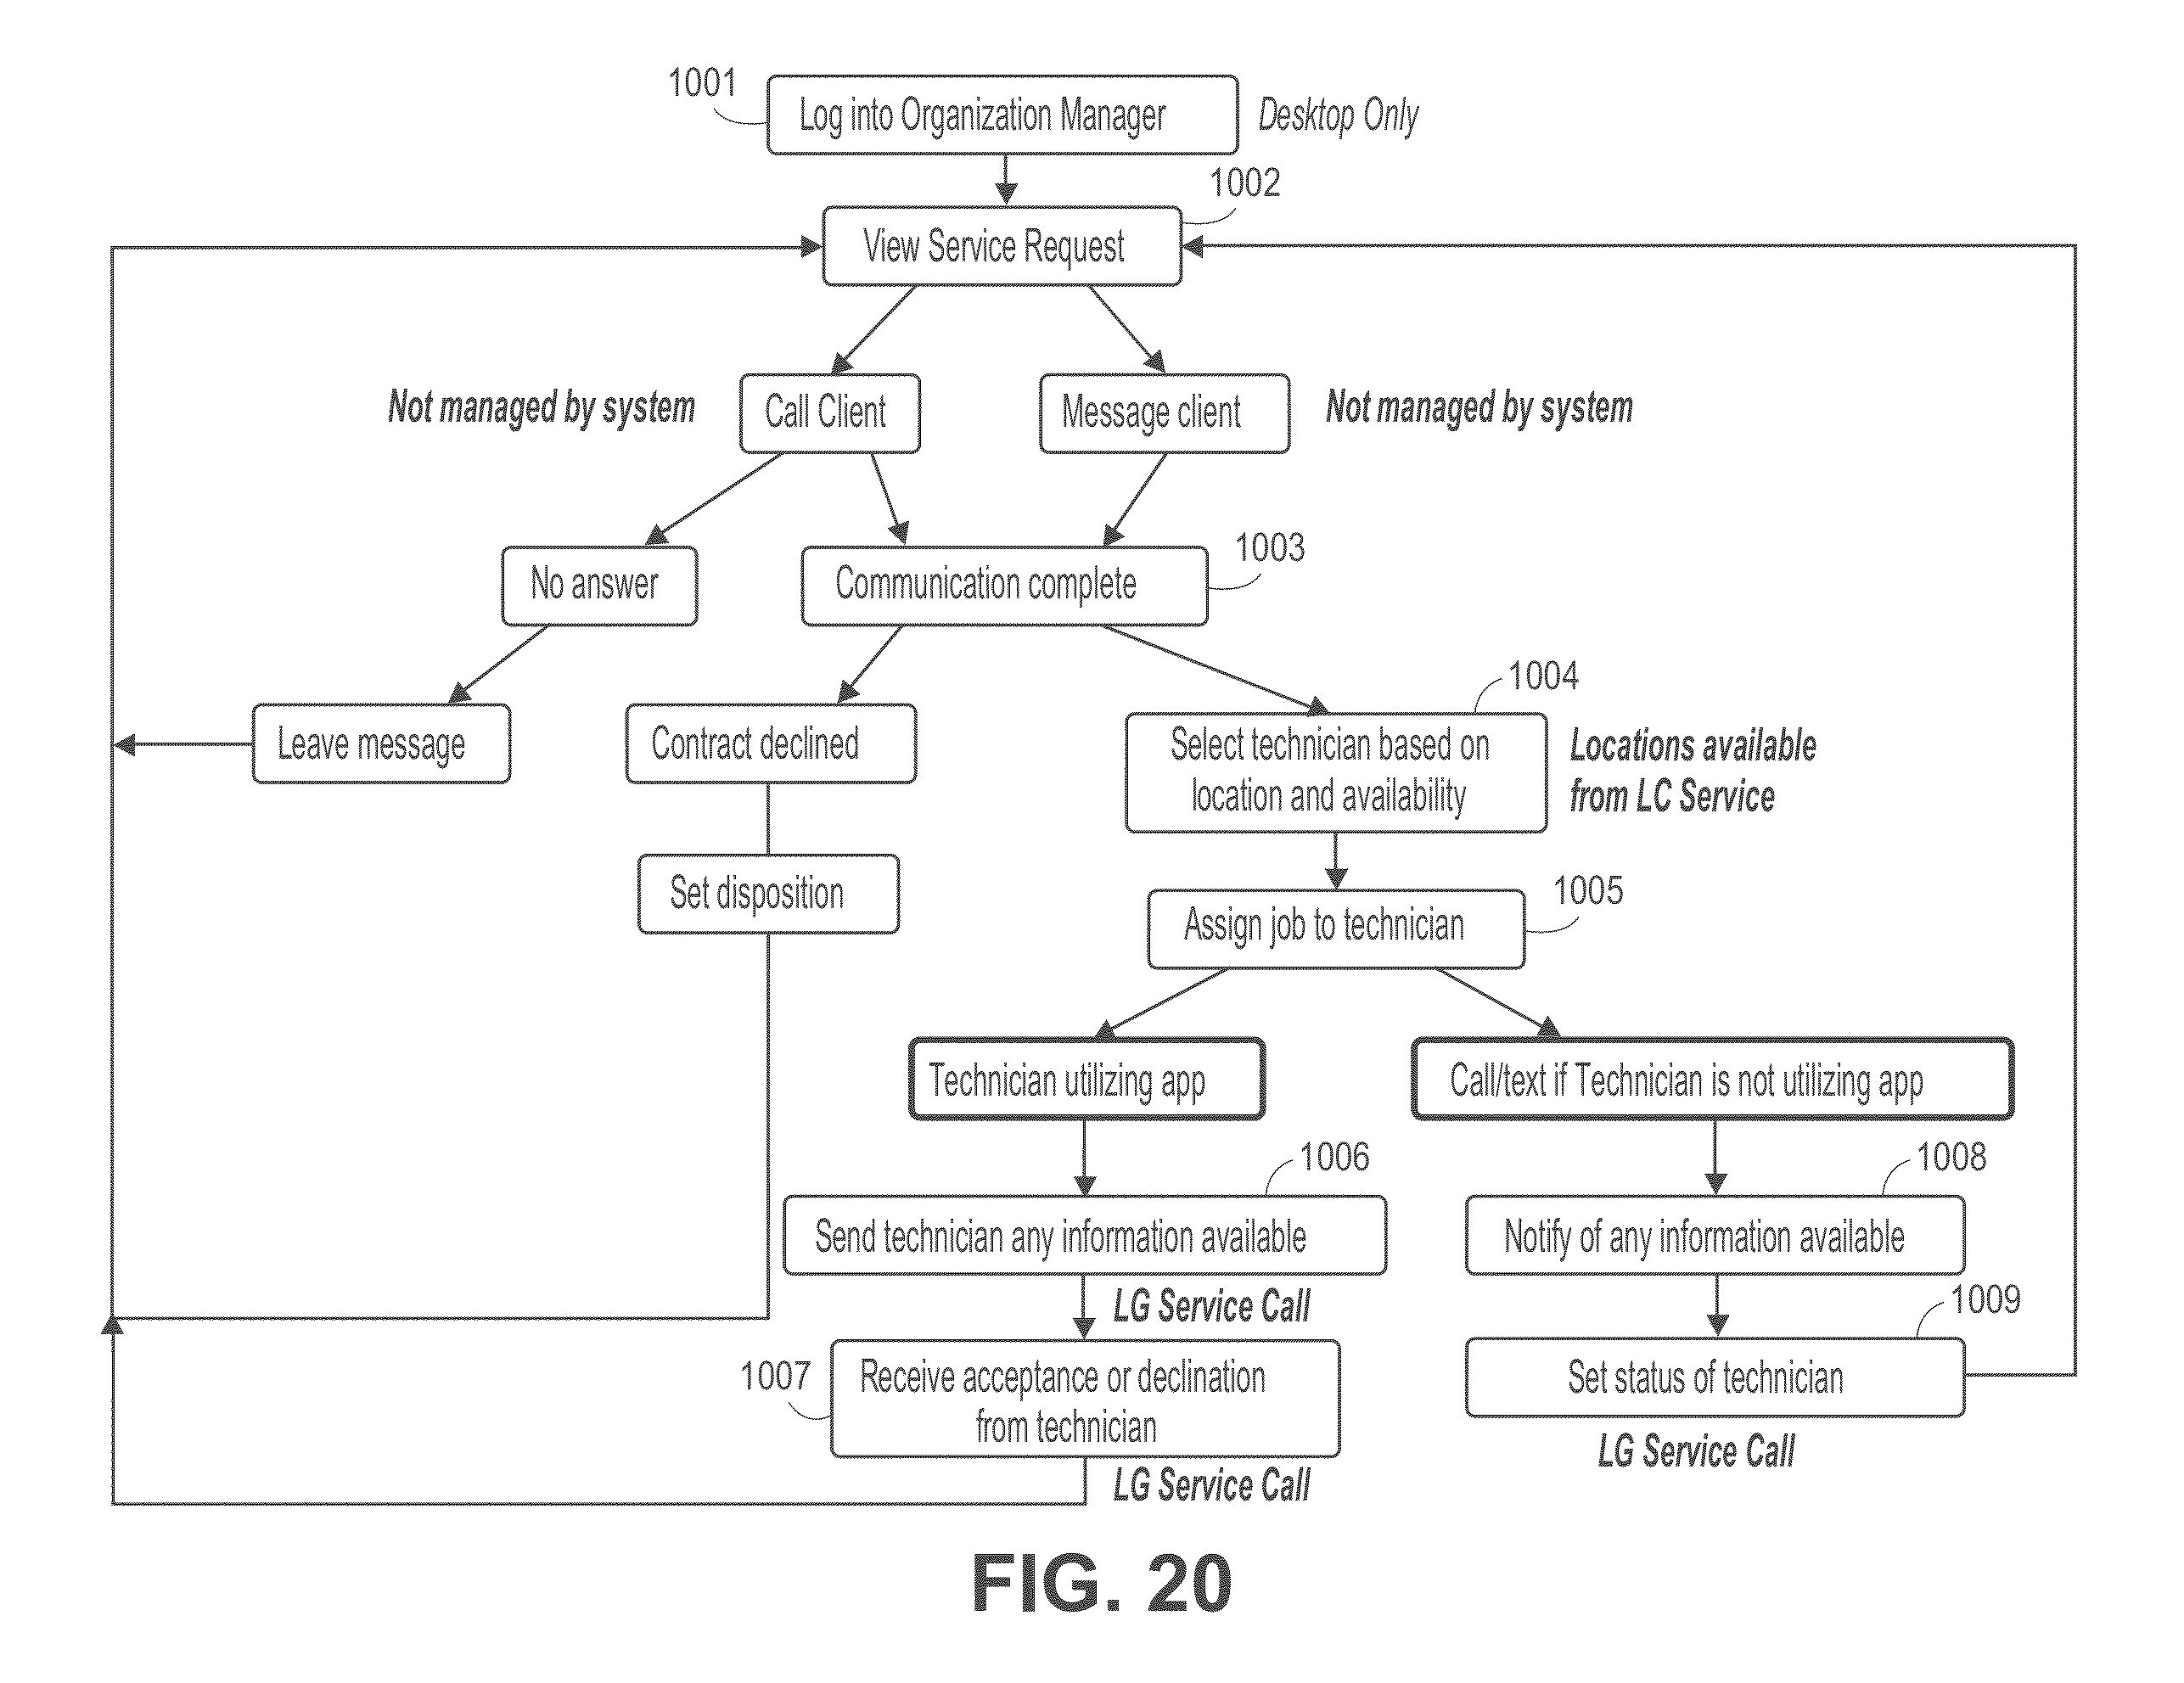 1001
Log into Organization Manager
Desktop Only
1002
View Service Request
Not managed by system
Call Client
Message client
Not managed by system
No answer
Communication complete
1003
1004
Leave message
Contract declined
Select technician based on
location and availability
Locations available
from LC Service
Set disposition
1005
Assign job to technician
Technician utilizing app
Call/text if Technician is not utilizing app
1006
1008
Send technician any information available
Notify of any information available
LG Service Call
1009
1007
Receive acceptance or declination
from technician
Set status of technician
LG Service Call
LG Service Call
FIG. 20